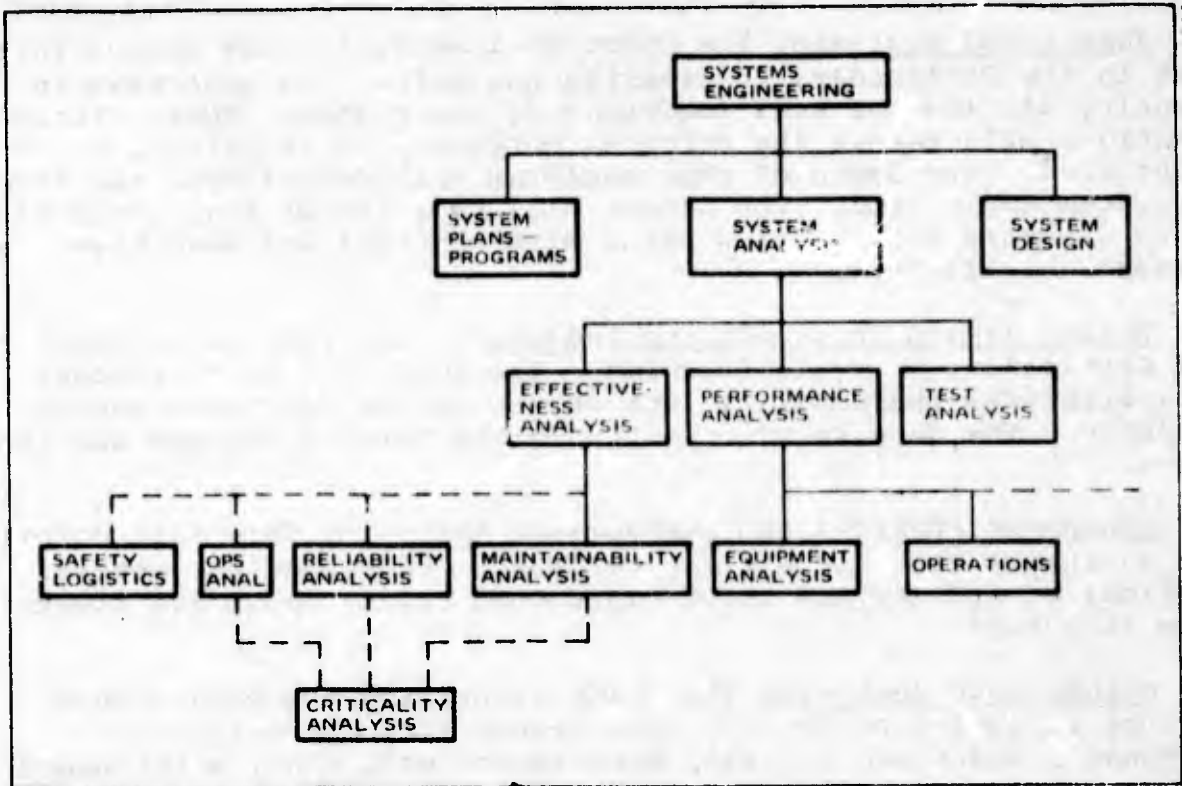 SYSTEMS
ENGINEERING
SYSTEM
PLANS
PROGRAMS
SYSTEM
ANALYSIS
SYSTEM
DESIGN
EFFECTIVE-
NESS
ANALYSIS
PERFORMANCE
ANALYSIS
TEST
ANALYSIS
SAFETY
LOGISTICS
OPS
ANAL
RELIABILITY
ANALYSIS
MAINTAINABILITY
ANALYSIS
EQUIPMENT
ANALYSIS
OPERATIONS
CRITICALITY
ANALYSIS